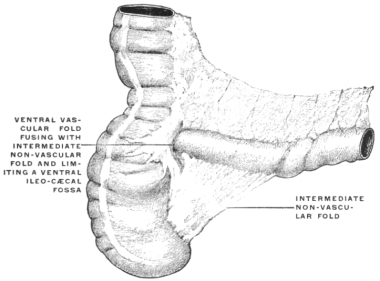 VENTRAL VAS-
CULAR FOLD
FUSING WITH
INTERMEDIATE
NON-VASCULAR
FOLD AND LIM-
ITING A VENTRAL
ILEO-CÆCAL
FOSSA
INTERMEDIATE
NON-VASCU-
LAR FOLD